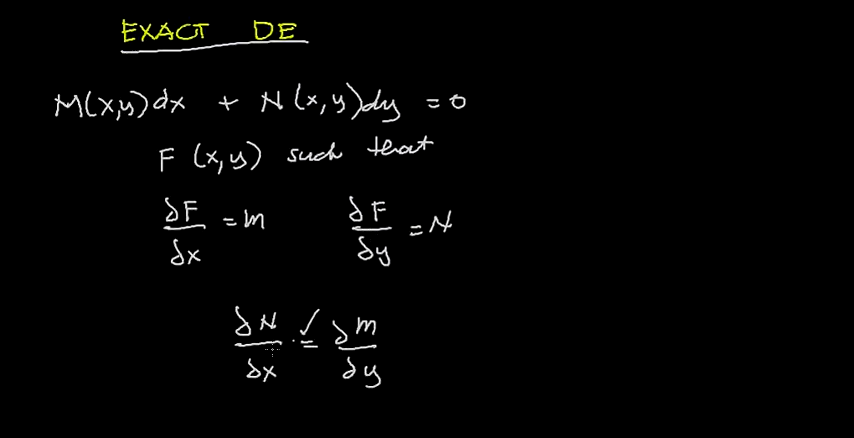 EXACT DE
M(x,y)dx + N(x,y)dy = 0
F (x,y) such that
∂F/∂x = m ∂F/∂y = N
∂N/∂x ✓= ∂m/∂y